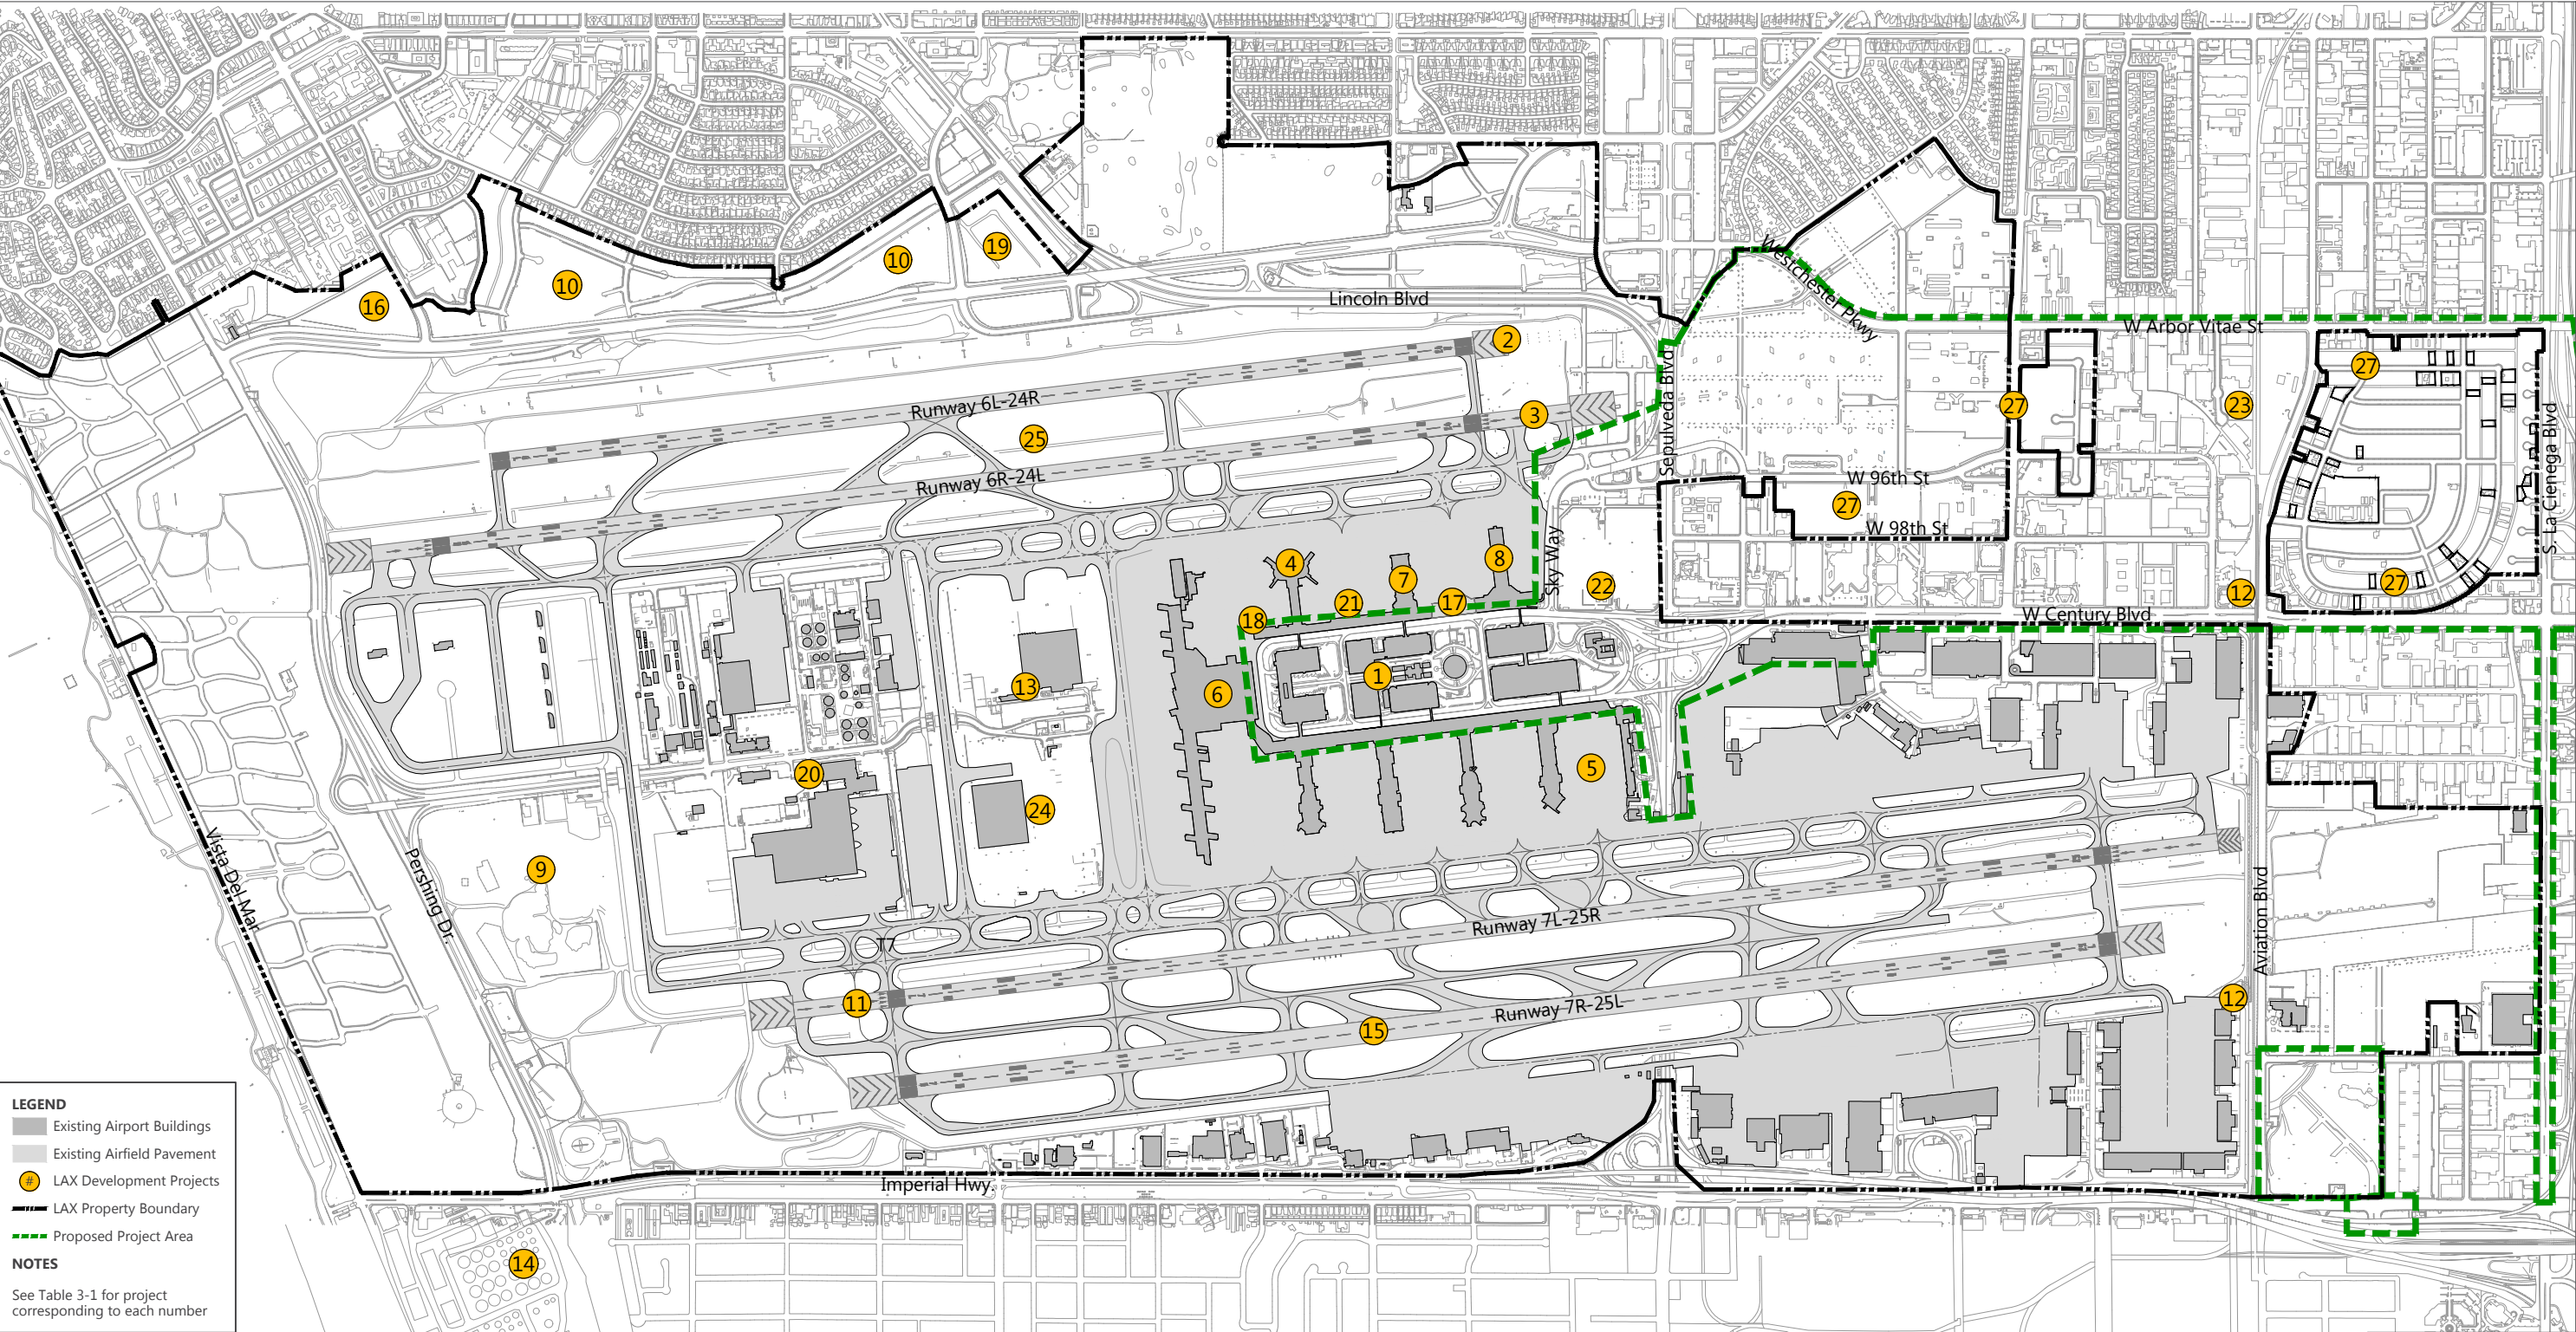 19
10
10
16
Lincoln Blvd
Westchester Pkwy
W Arbor Vitae St
2
Runway 6L-24R
3
25
Runway 6R-24L
Sepulveda Blvd
27
27
23
W 96th St
27
W 98th St
S. La Cienega Blvd
4
7
8
Sky Way
22
21
17
18
12
27
W Century Blvd
1
13
6
20
5
24
9
Vista Del Mar
Pershing Dr.
Runway 7L-25R
T7
11
Aviation Blvd
12
Runway 7R-25L
15
Imperial Hwy.
14
LEGEND
Existing Airport Buildings
Existing Airfield Pavement
# LAX Development Projects
LAX Property Boundary
Proposed Project Area
NOTES
See Table 3-1 for project
corresponding to each number